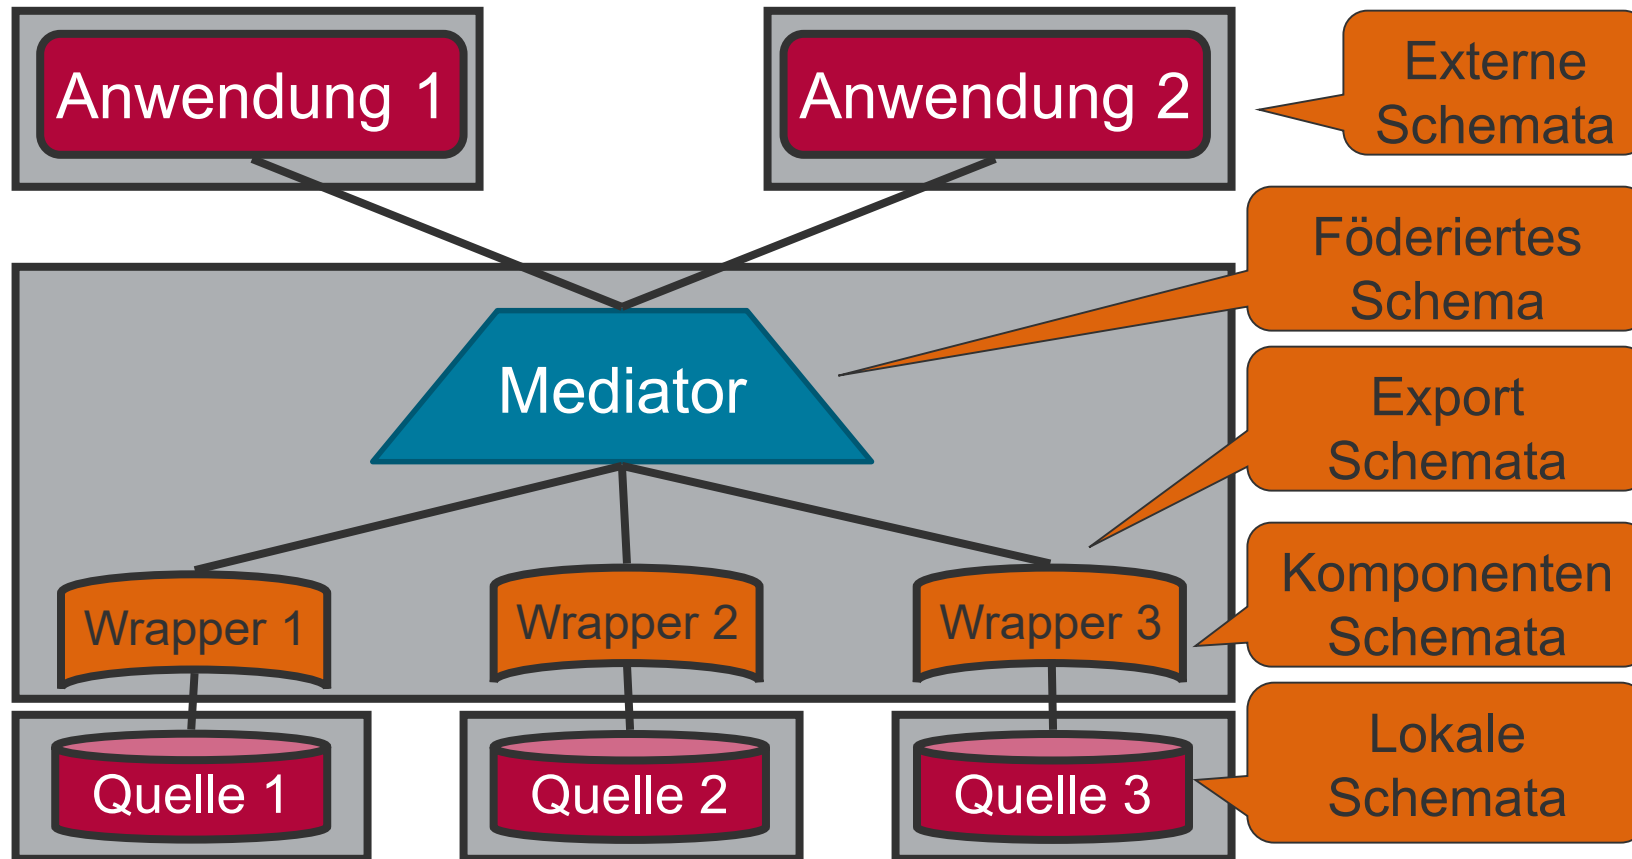 Anwendung 1
Anwendung 2
Externe
Schemata
Föderiertes
Schema
Mediator
Export
Schemata
Wrapper 1
Wrapper 2
Wrapper 3
Komponenten
Schemata
Quelle 1
Quelle 2
Quelle 3
Lokale
Schemata